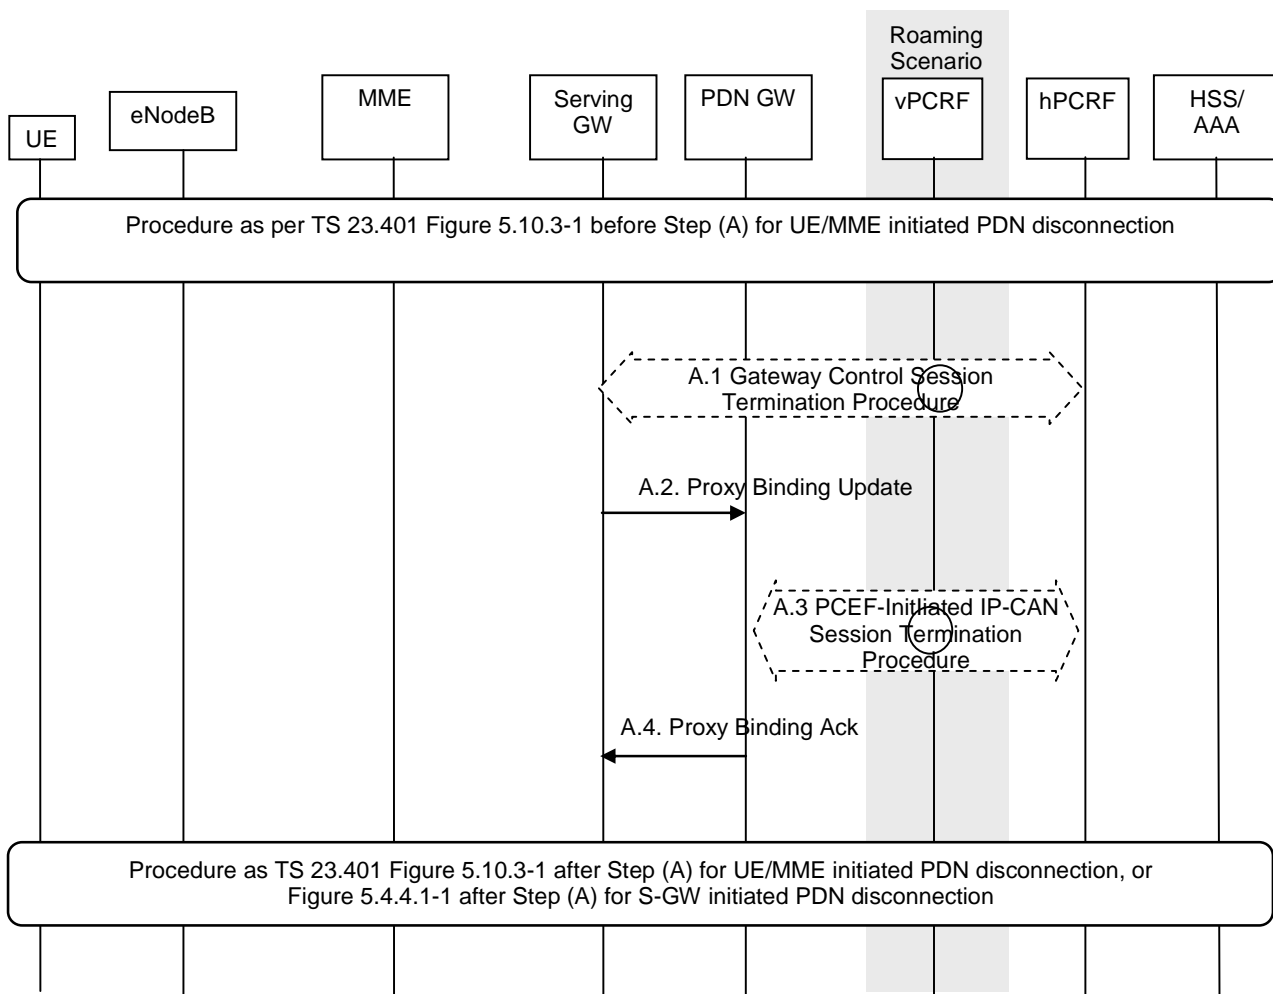 Roaming
Scenario
UE
eNodeB
MME
Serving
GW
PDN GW
vPCRF
hPCRF
HSS/
AAA
Procedure as per TS 23.401 Figure 5.10.3-1 before Step (A) for UE/MME initiated PDN disconnection
A.1 Gateway Control Session
Termination Procedure
A.2. Proxy Binding Update
A.3 PCEF-Initliated IP-CAN
Session Termination
Procedure
A.4. Proxy Binding Ack
Procedure as TS 23.401 Figure 5.10.3-1 after Step (A) for UE/MME initiated PDN disconnection, or
Figure 5.4.4.1-1 after Step (A) for S-GW initiated PDN disconnection